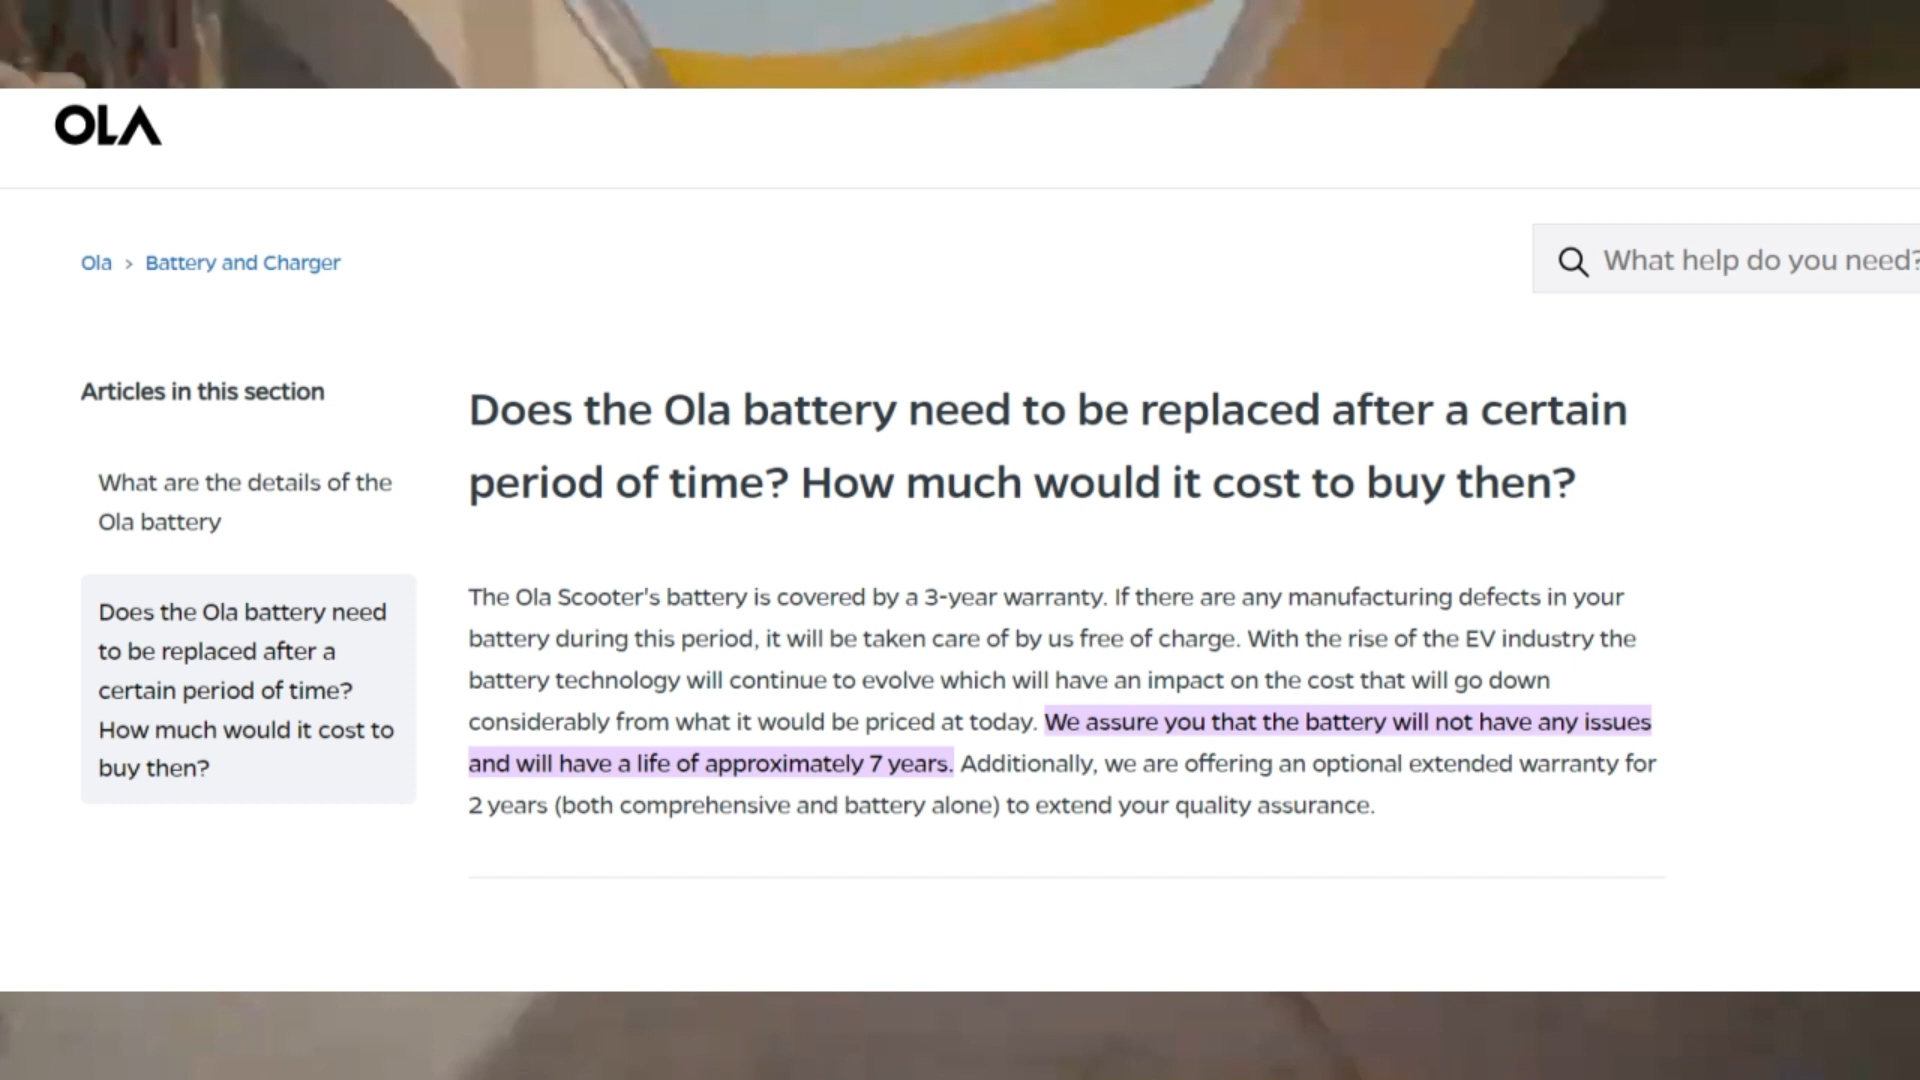 OLA
Ola > Battery and Charger
What help do you need?
Articles in this section
What are the details of the
Ola battery
Does the Ola battery need
to be replaced after a
certain period of time?
How much would it cost to
buy then?
Does the Ola battery need to be replaced after a certain
period of time? How much would it cost to buy then?
The Ola Scooter's battery is covered by a 3-year warranty. If there are any manufacturing defects in your
battery during this period, it will be taken care of by us free of charge. With the rise of the EV industry the
battery technology will continue to evolve which will have an impact on the cost that will go down
considerably from what it would be priced at today. We assure you that the battery will not have any issues
and will have a life of approximately 7 years. Additionally, we are offering an optional extended warranty for
2 years (both comprehensive and battery alone) to extend your quality assurance.